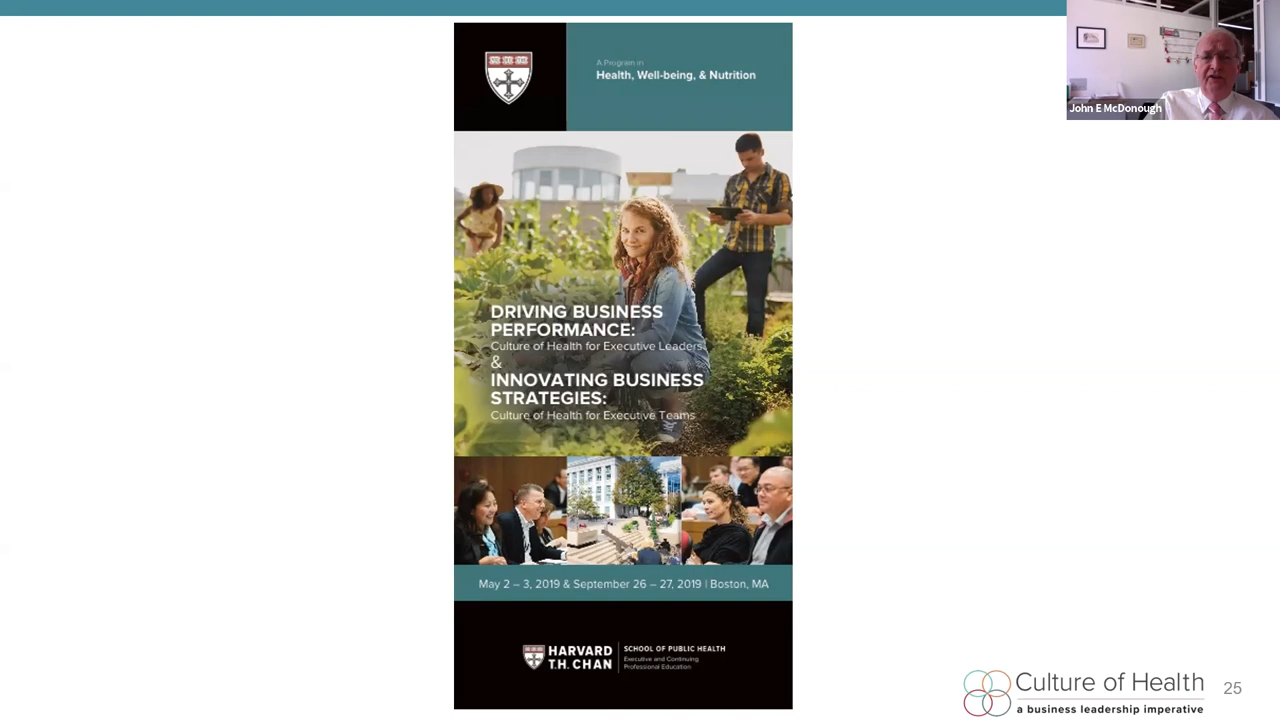 A Program in
Health, Well-being, & Nutrition
John E McDonough
DRIVING BUSINESS
PERFORMANCE:
Culture of Health for Executive Leaders
&
INNOVATING BUSINESS
STRATEGIES:
Culture of Health for Executive Teams
May 2 – 3, 2019 & September 26 – 27, 2019 | Boston, MA
HARVARD
T.H. CHAN
SCHOOL OF PUBLIC HEALTH
Executive and Continuing
Professional Education
Culture of Health
a business leadership imperative
25